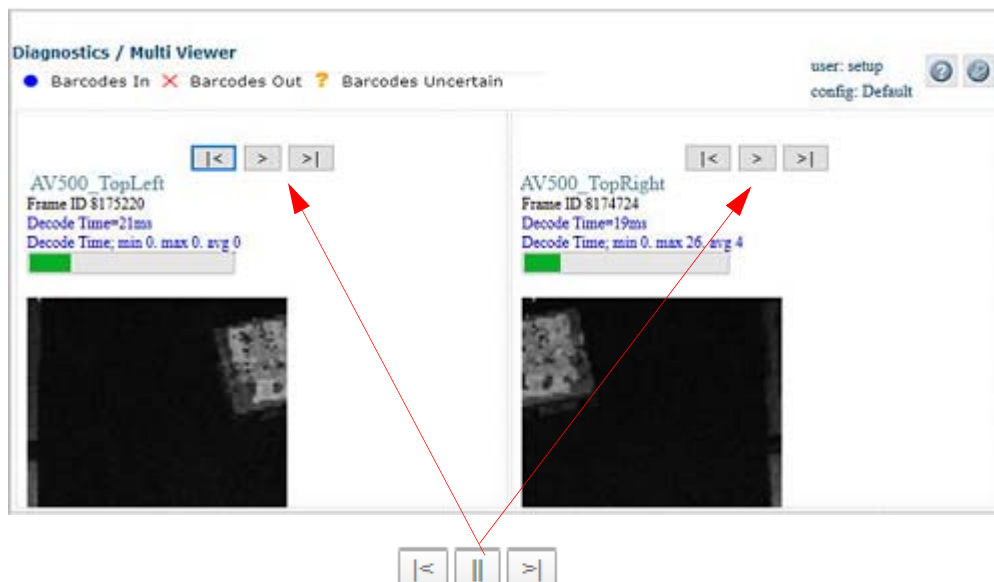 Diagnostics / Multi Viewer
Barcodes In Barcodes Out ? Barcodes Uncertain
user: setup
config: Default
|< > >|
AV500_TopLeft
Frame ID 8175220
Decode Time=21ms
Decode Time; min 0. max 0. avg 0
|< > >|
AV500_TopRight
Frame ID 8174724
Decode Time=19ms
Decode Time; min 0. max 26. avg 4
|< || >|